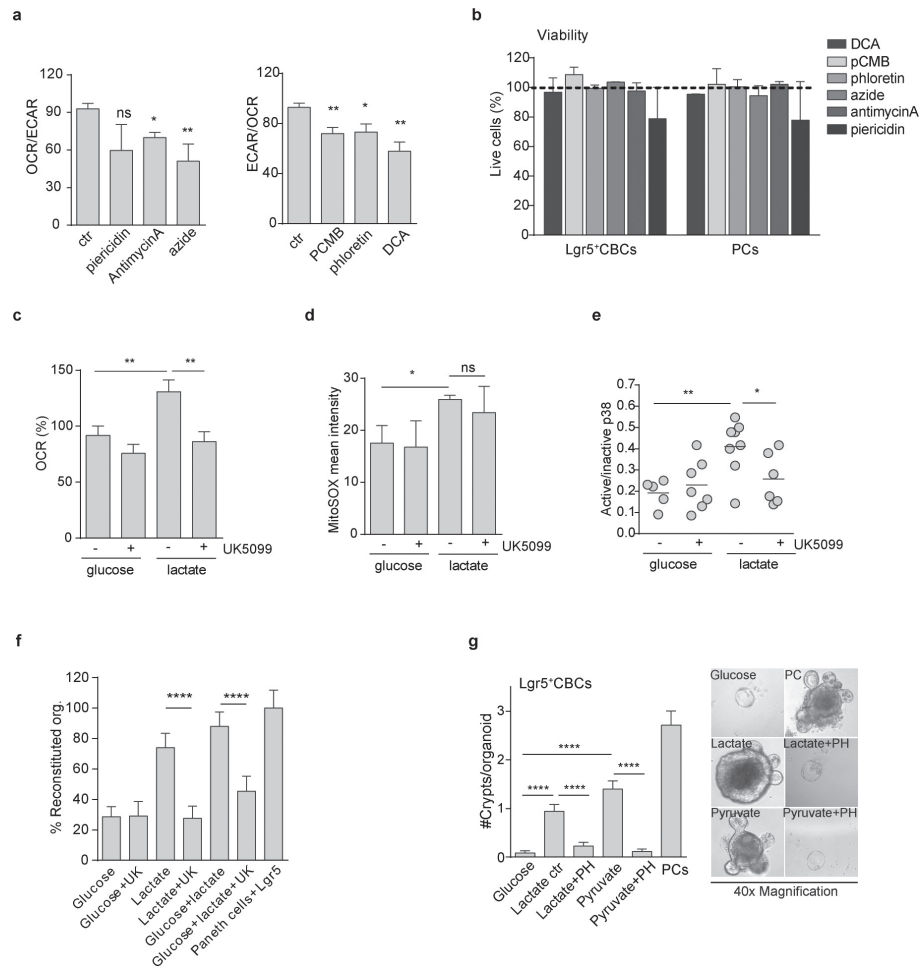 a
OCR/ECAR
120
90
60
30
0
ns
*
**
ctr
piericidin
AntimycinA
azide
ECAR/OCR
120
80
40
0
**
*
**
ctr
PCMB
phloretin
DCA
b
Viability
Live cells (%)
120
100
80
60
40
20
0
Lgr5⁺CBCs
PCs
DCA
pCMB
phloretin
azide
antimycinA
piericidin
c
OCR (%)
150
100
50
0
**
**
- + - + UK5099
glucose lactate
d
MitoSOX mean intensity
30
20
10
0
*
ns
- + - + UK5099
glucose lactate
e
Active/inactive p38
0.7
0.6
0.5
0.4
0.3
0.2
0.1
0.0
**
*
- + - + UK5099
glucose lactate
f
% Reconstituted org.
120
100
80
60
40
20
0
****
****
Glucose
Glucose+UK
Lactate
Lactate+UK
Glucose+lactate
Glucose+lactate+UK
Paneth cells+Lgr5
g
Lgr5⁺CBCs
#Crypts/organoid
3
2
1
0
****
****
****
****
Glucose
Lactate ctr
Lactate+PH
Pyruvate
Pyruvate+PH
PCs
Glucose
PC
Lactate
Lactate+PH
Pyruvate
Pyruvate+PH
40x Magnification